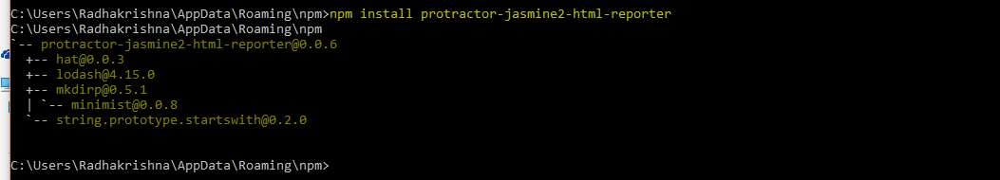 C:\Users\Radhakrishna\AppData\Roaming\npm>npm install protractor-jasmine2-html-reporter
C:\Users\Radhakrishna\AppData\Roaming\npm
`-- protractor-jasmine2-html-reporter@0.0.6
  +-- hat@0.0.3
  +-- lodash@4.15.0
  +-- mkdirp@0.5.1
  | `-- minimist@0.0.8
  `-- string.prototype.startswith@0.2.0
C:\Users\Radhakrishna\AppData\Roaming\npm>